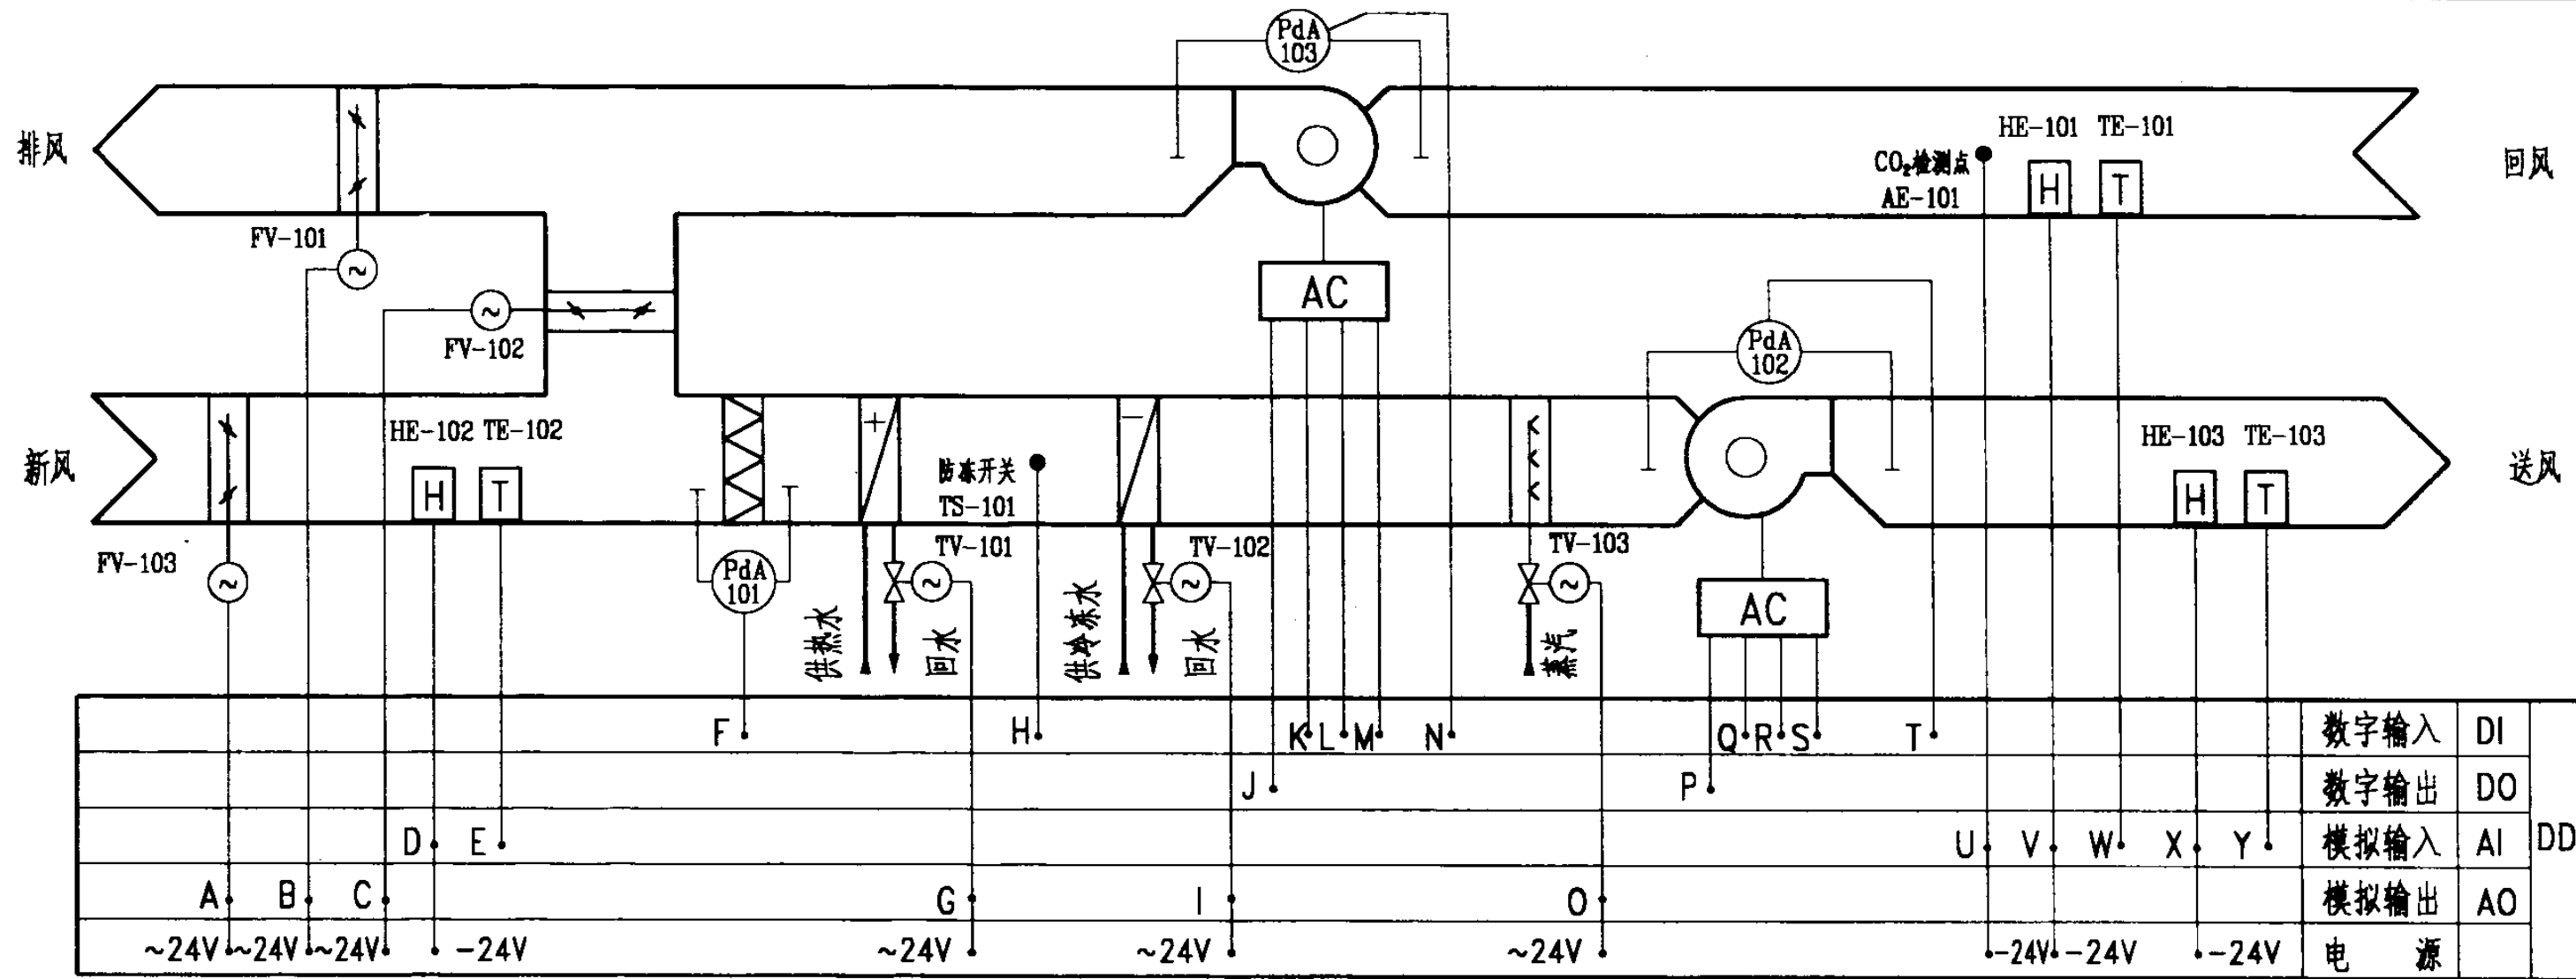 PdA
103
排风
HE-101 TE-101
CO₂检测点
AE-101
H
T
回风
FV-101
~
AC
~
FV-102
PdA
102
新风
HE-102 TE-102
H
T
+
防冻开关
TS-101
−
HE-103 TE-103
H
T
送风
FV-103
~
PdA
101
TV-101
~
TV-102
~
TV-103
~
AC
供热水
回水
供冷冻水
回水
蒸汽
F H K L M N Q R S T 数字输入 DI
J P 数字输出 DO
D E U V W X Y 模拟输入 AI DD
A B C G I O 模拟输出 AO
~24V ~24V ~24V -24V ~24V ~24V ~24V -24V -24V -24V 电 源